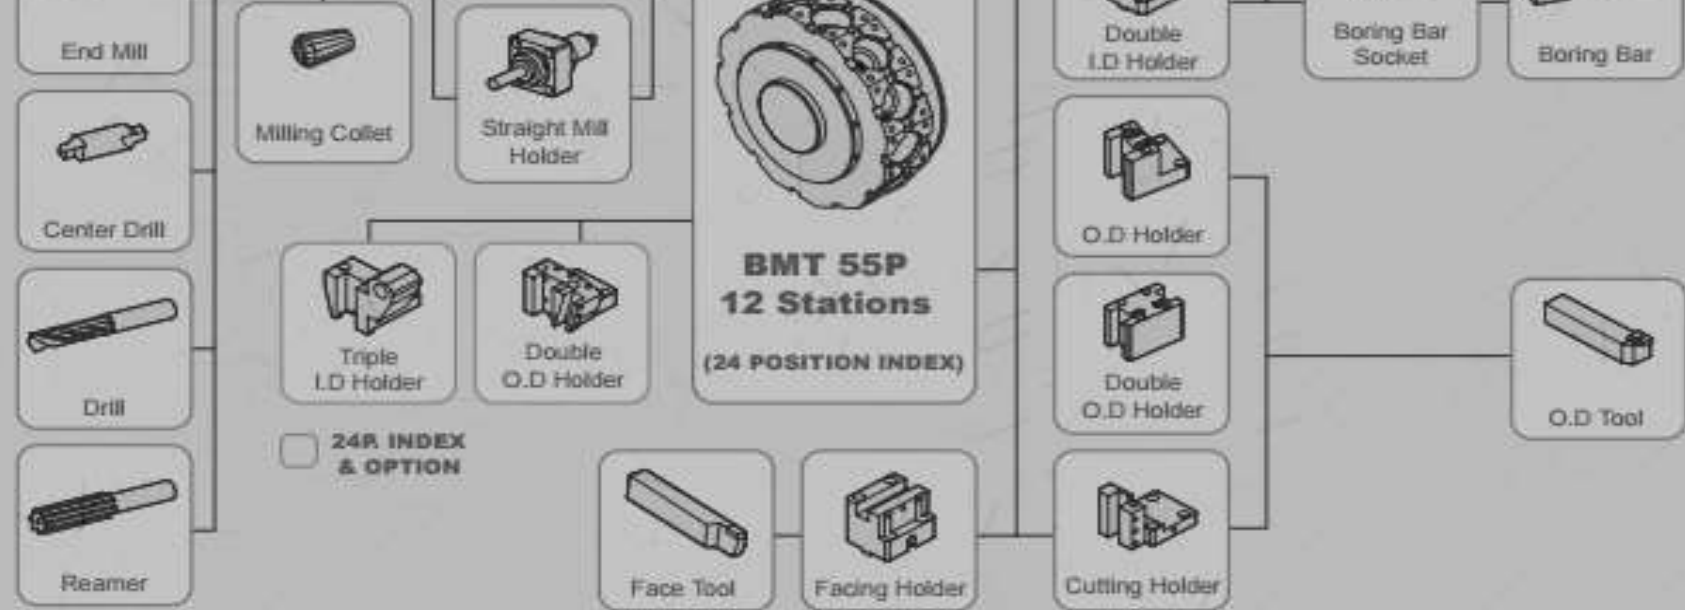 End Mill
Milling Collet
Straight Mill
Holder
Double
I.D Holder
Boring Bar
Socket
Boring Bar
Center Drill
O.D Holder
BMT 55P
12 Stations
(24 POSITION INDEX)
Triple
I.D Holder
Double
O.D Holder
Drill
Double
O.D Holder
O.D Tool
24P. INDEX
& OPTION
Reamer
Face Tool
Facing Holder
Cutting Holder